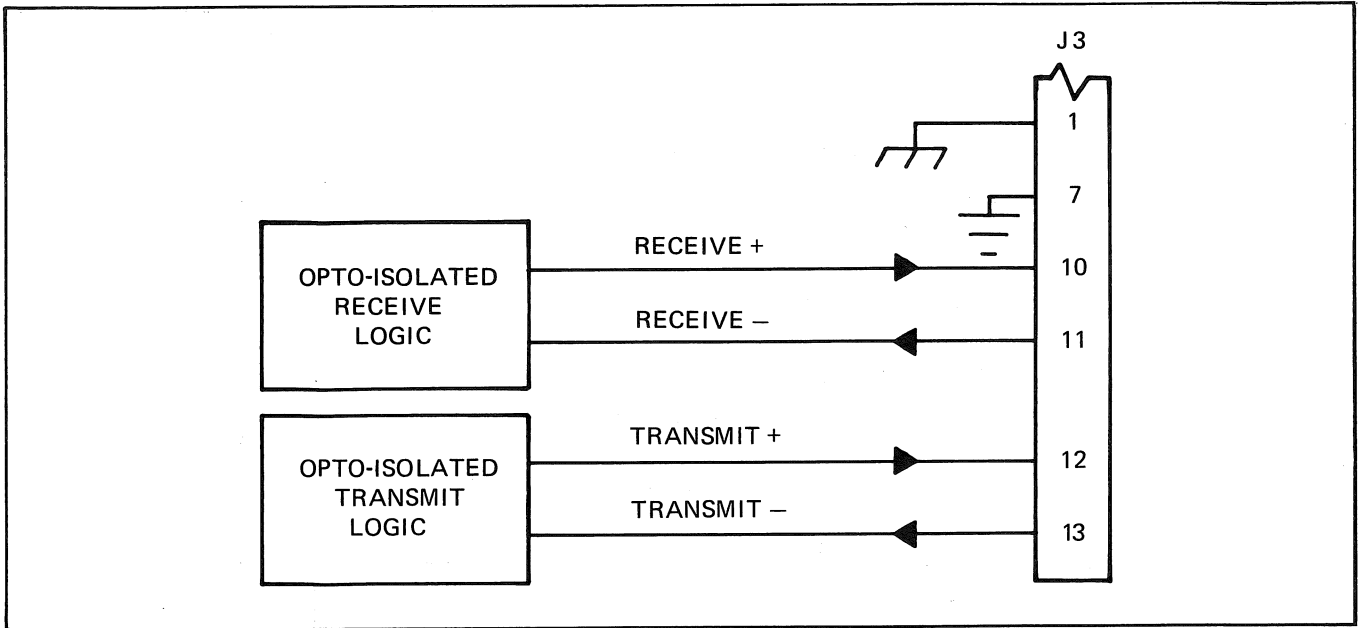 J3
1
7
OPTO-ISOLATED
RECEIVE
LOGIC
RECEIVE +
10
RECEIVE –
11
OPTO-ISOLATED
TRANSMIT
LOGIC
TRANSMIT +
12
TRANSMIT –
13